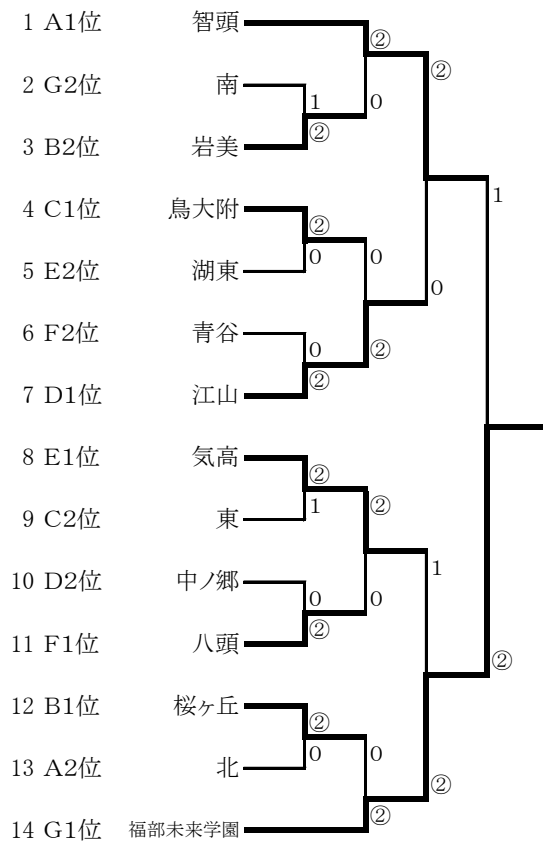 1 A1位 智頭
②
②
2 G2位 南
1 0
②
3 B2位 岩美
1
4 C1位 鳥大附
②
5 E2位 湖東 0 0
0
6 F2位 青谷
0 ②
②
7 D1位 江山
8 E1位 気高
②
②
9 C2位 東 1
1
10 D2位 中ノ郷
0 0
②
11 F1位 八頭
②
12 B1位 桜ヶ丘
②
13 A2位 北 0 0
②
②
14 G1位 福部未来学園